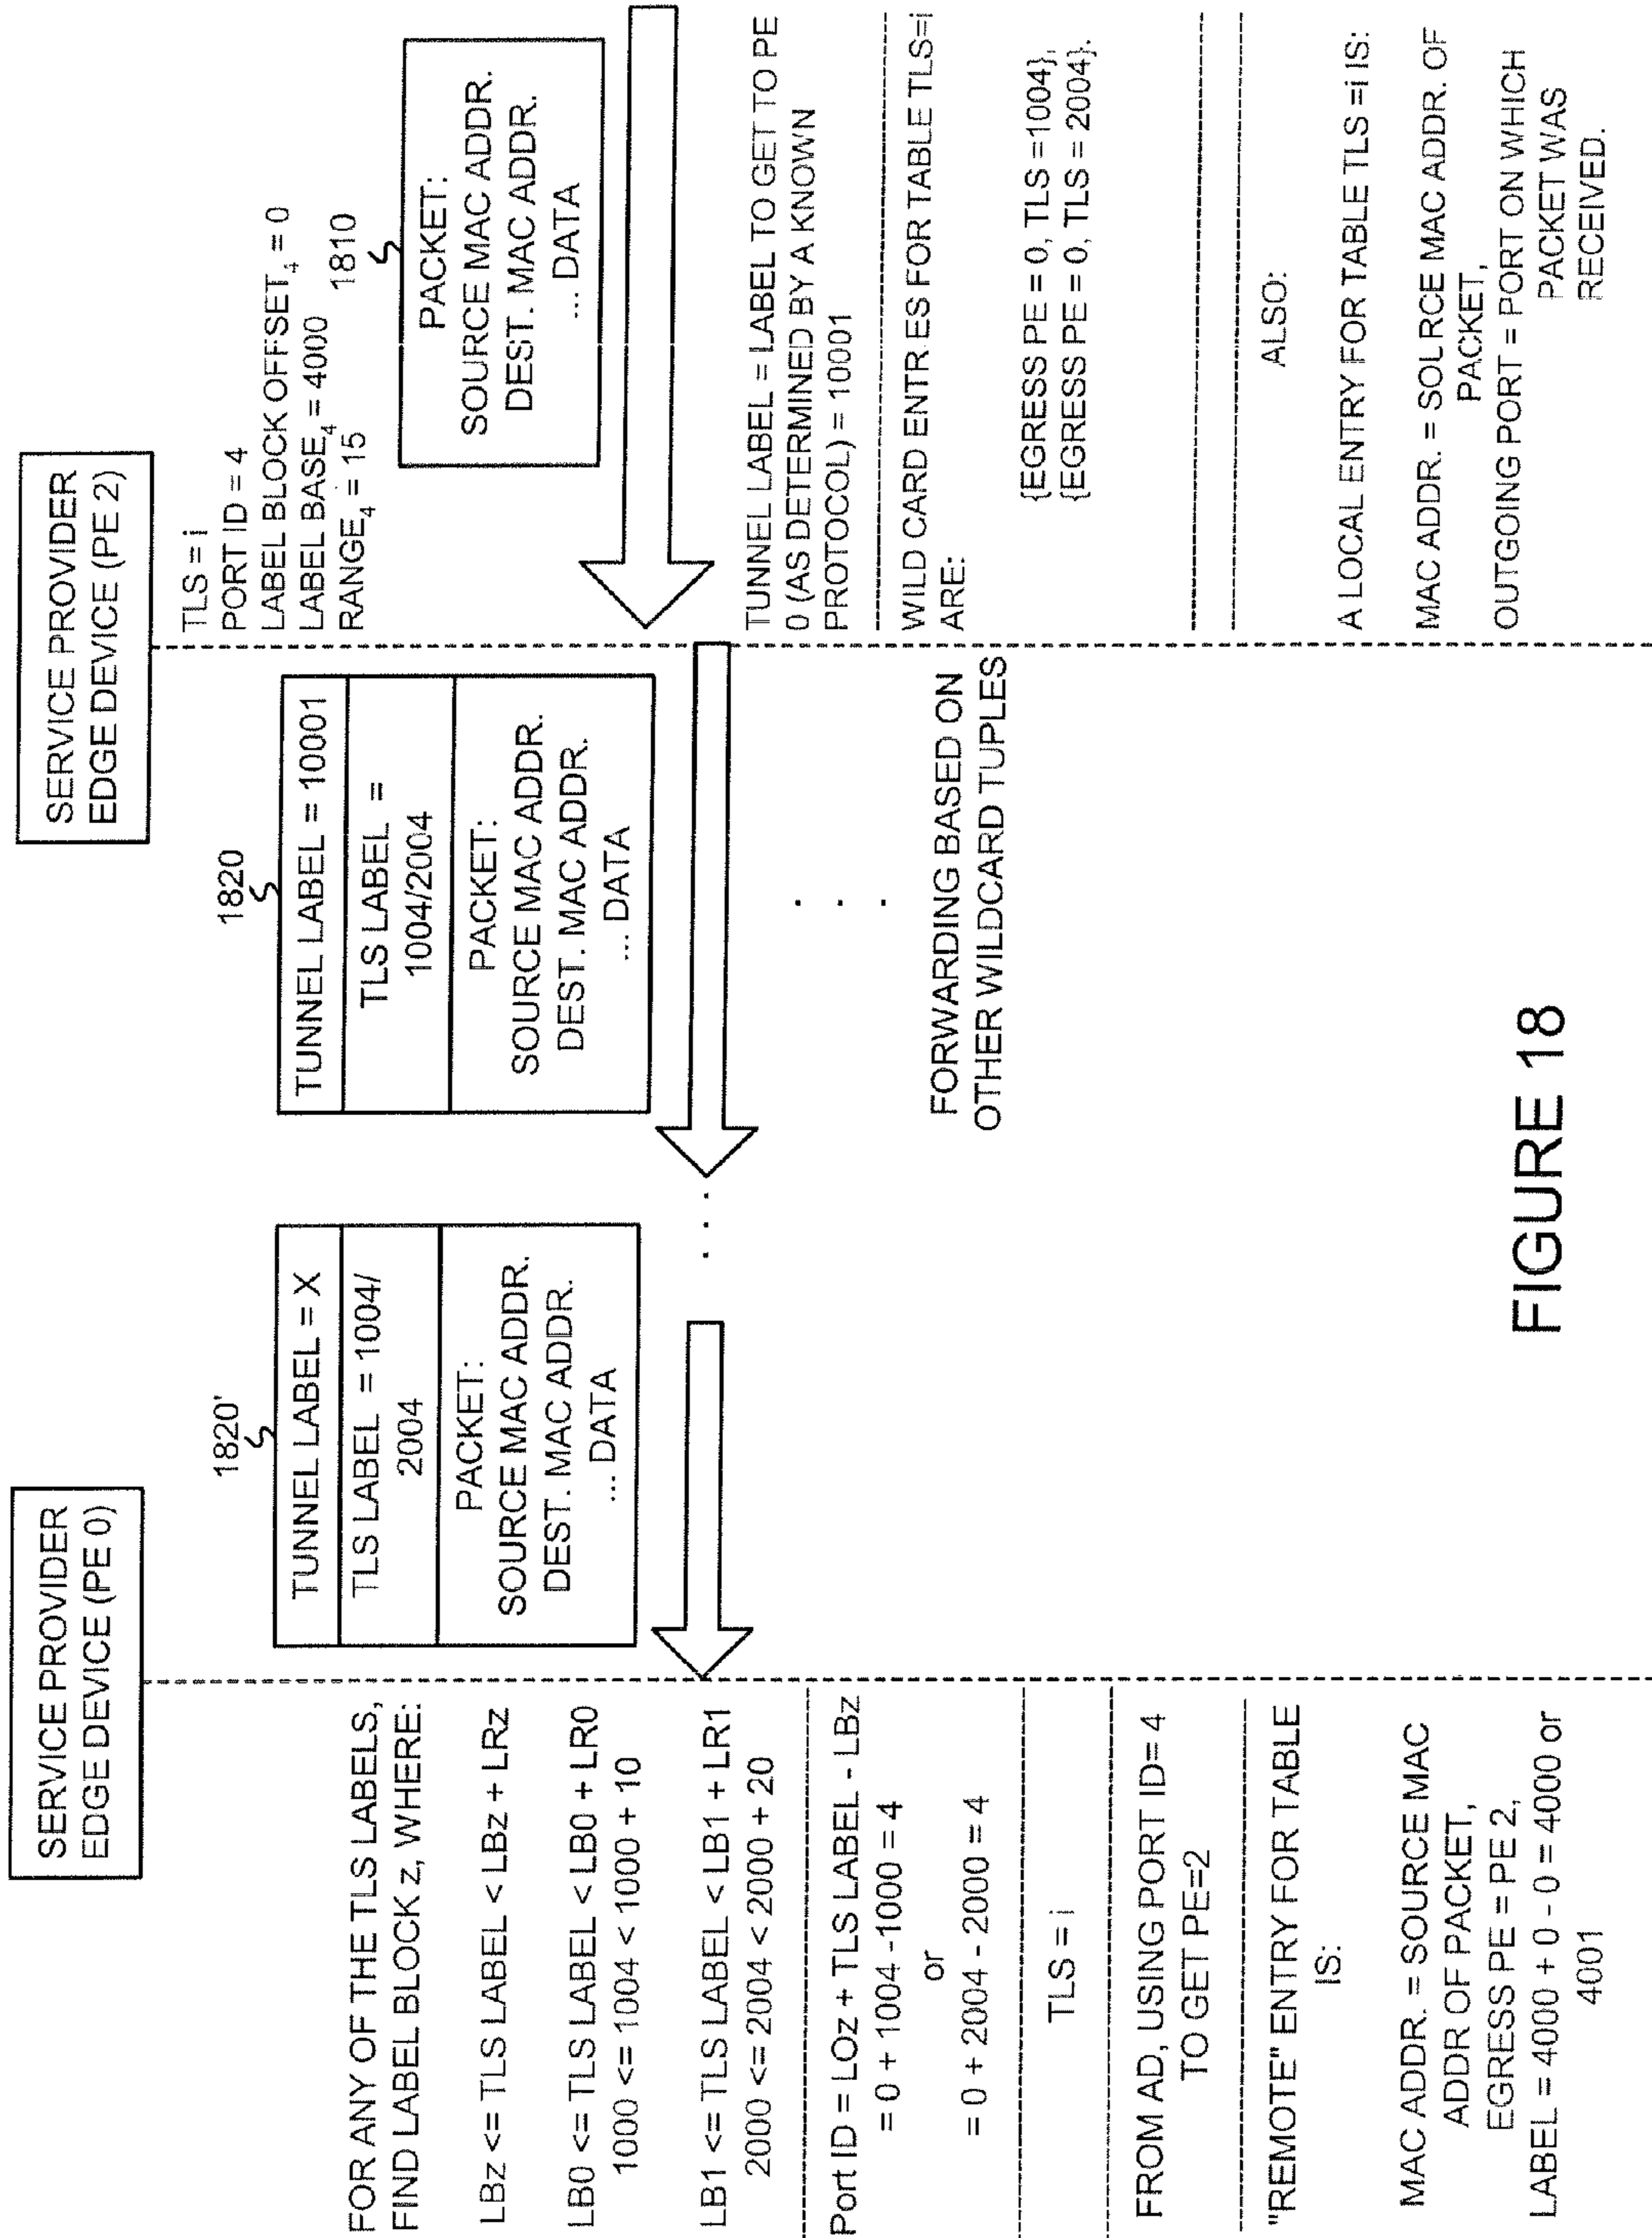 SERVICE PROVIDER
EDGE DEVICE (PE 0)
FOR ANY OF THE TLS LABELS,
FIND LABEL BLOCK z, WHERE:
LBz <= TLS LABEL < LBz + LRz
LB0 <= TLS LABEL < LB0 + LR0
1000 <= 1004 < 1000 + 10
LB1 <= TLS LABEL < LB1 + LR1
2000 <= 2004 < 2000 + 20
Port ID = LOz + TLS LABEL - LBz
= 0 + 1004 -1000 = 4
or
= 0 + 2004 - 2000 = 4
TLS = i
FROM AD, USING PORT ID= 4
TO GET PE=2
"REMOTE" ENTRY FOR TABLE
IS:
MAC ADDR. = SOURCE MAC
ADDR OF PACKET,
EGRESS PE = PE 2,
LABEL = 4000 + 0 - 0 = 4000 or
4001
1820'
TUNNEL LABEL = X
TLS LABEL = 1004/
2004
PACKET:
SOURCE MAC ADDR.
DEST. MAC ADDR.
... DATA
. . .
1820
TUNNEL LABEL = 10001
TLS LABEL =
1004/2004
PACKET:
SOURCE MAC ADDR.
DEST. MAC ADDR.
... DATA
. . .
FORWARDING BASED ON
OTHER WILDCARD TUPLES
SERVICE PROVIDER
EDGE DEVICE (PE 2)
TLS = i
PORT ID = 4
LABEL BLOCK OFFSET₄ = 0
LABEL BASE₄ = 4000
RANGE₄ = 15
1810
PACKET:
SOURCE MAC ADDR.
DEST. MAC ADDR.
... DATA
TUNNEL LABEL = LABEL TO GET TO PE
0 (AS DETERMINED BY A KNOWN
PROTOCOL) = 10001
WILD CARD ENTRIES FOR TABLE TLS=i
ARE:
{EGRESS PE = 0, TLS =1004},
{EGRESS PE = 0, TLS = 2004}.
ALSO:
A LOCAL ENTRY FOR TABLE TLS =i IS:
MAC ADDR. = SOURCE MAC ADDR. OF
PACKET,
OUTGOING PORT = PORT ON WHICH
PACKET WAS
RECEIVED.
FIGURE 18